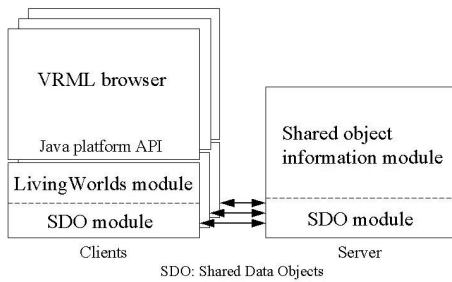 VRML browser
Java platform API
LivingWorlds module
SDO module
Clients
Shared object
information module
SDO module
Server
SDO: Shared Data Objects